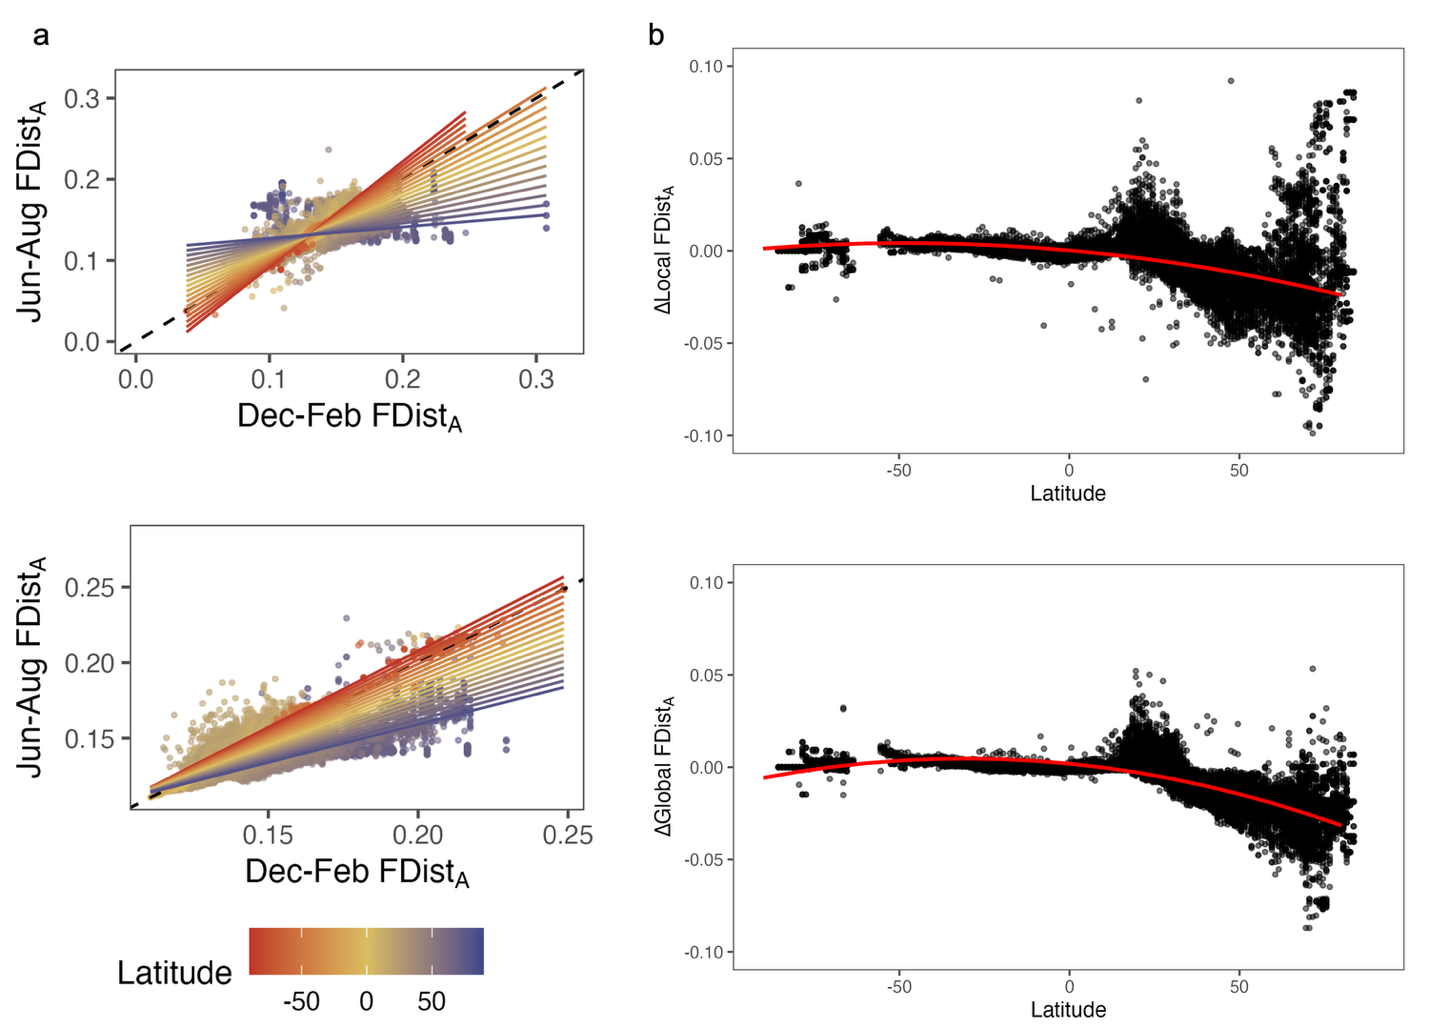 a
Jun-Aug FDistA
0.3
0.2
0.1
0.0
0.0 0.1 0.2 0.3
Dec-Feb FDistA
Jun-Aug FDistA
0.25
0.20
0.15
0.15 0.20 0.25
Dec-Feb FDistA
Latitude
-50 0 50
b
ΔLocal FDistA
0.10
0.05
0.00
-0.05
-0.10
-50 0 50
Latitude
ΔGlobal FDistA
0.10
0.05
0.00
-0.05
-0.10
-50 0 50
Latitude